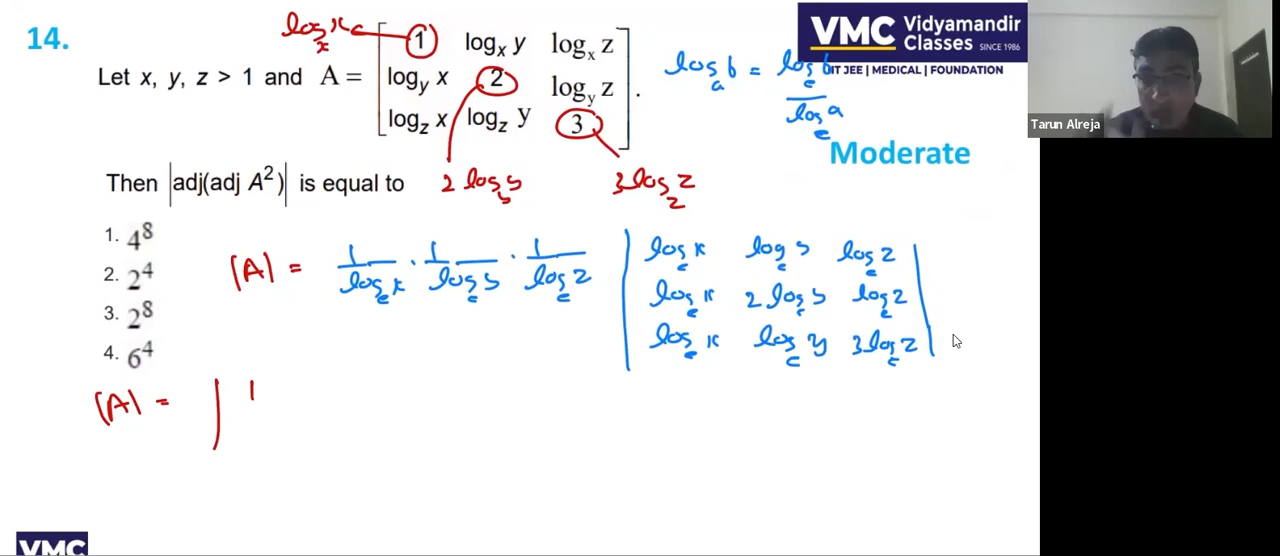 14.
log_x x
VMC Vidyamandir Classes SINCE 1986
IIT JEE | MEDICAL | FOUNDATION
Let x, y, z > 1 and A = [ 1 log_x y log_x z
log_y x 2 log_y z
log_z x log_z y 3 ] .
log_a b = log_e b / log_e a
Tarun Alreja
Moderate
Then |adj(adj A²)| is equal to
2 log_y y 3 log_z z
1. 4⁸
2. 2⁴
3. 2⁸
4. 6⁴
|A| = 1/log_e x · 1/log_e y · 1/log_e z | log_e x log_e y log_e z
log_e x 2 log_e y log_e z
log_e x log_e y 3 log_e z |
|A| = | 1
VMC